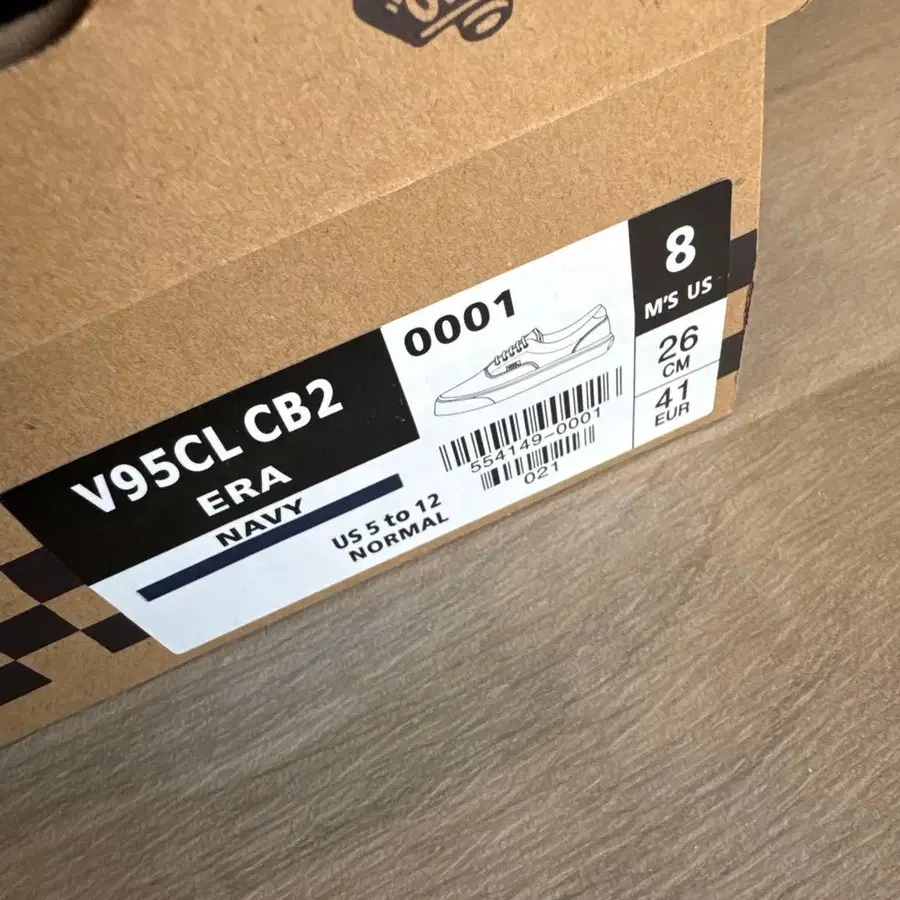 V95CL CB2
ERA
NAVY
US 5 to 12
NORMAL
0001
554149-0001
021
8
M'S US
26
CM
41
EUR